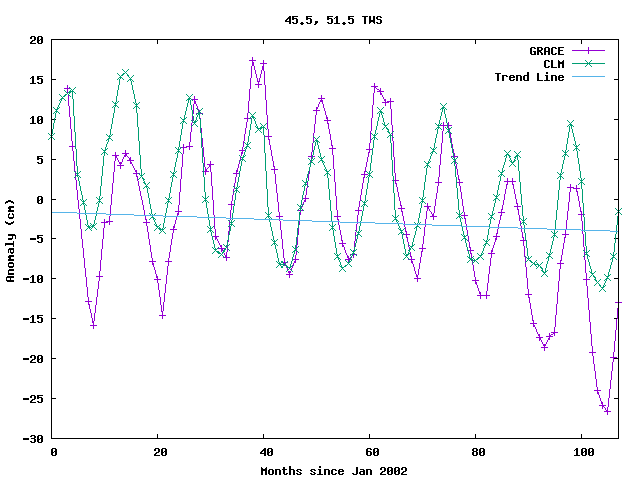 45.5, 51.5 TWS
GRACE
CLM
Trend Line
20
15
10
5
0
-5
-10
-15
-20
-25
-30
Anomaly (cm)
0 20 40 60 80 100
Months since Jan 2002